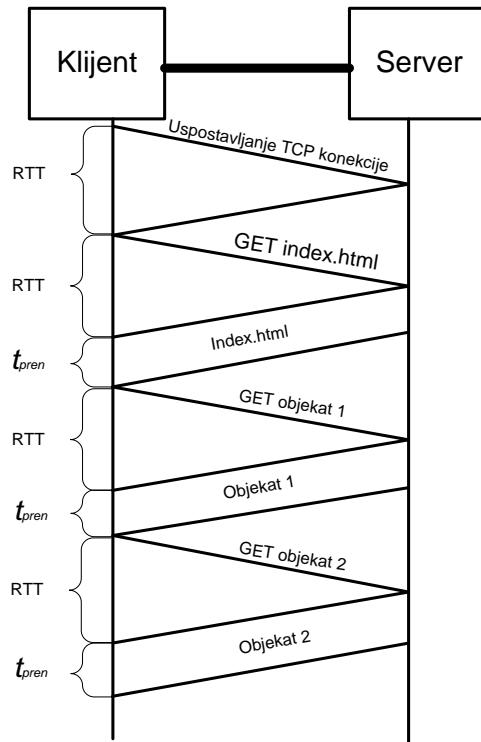 Klijent
Server
Uspostavljanje TCP konekcije
RTT
GET index.html
RTT
Index.html
tpren
GET objekat 1
RTT
Objekat 1
tpren
GET objekat 2
RTT
Objekat 2
tpren